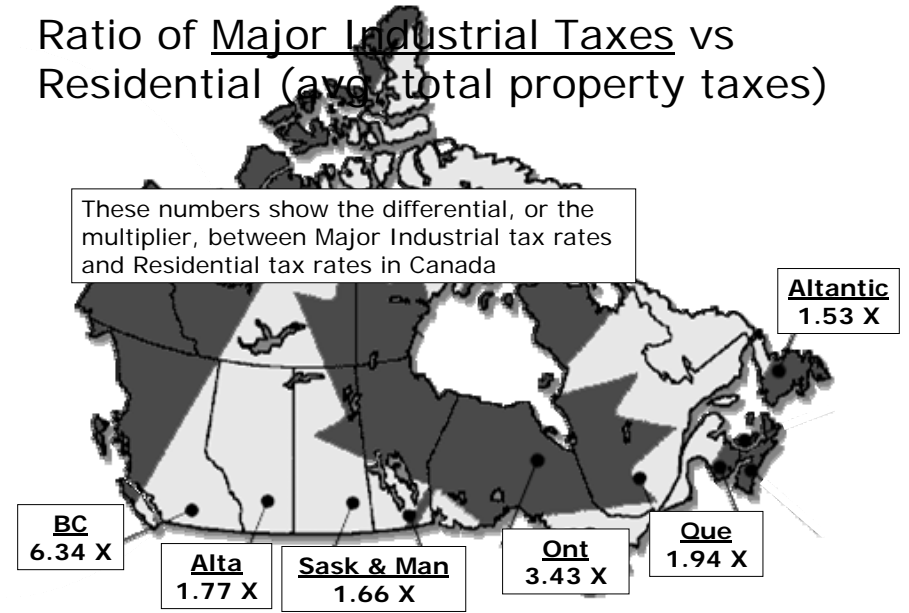 Ratio of Major Industrial Taxes vs
Residential (avg. total property taxes)
These numbers show the differential, or the
multiplier, between Major Industrial tax rates
and Residential tax rates in Canada
Altantic
1.53 X
BC
6.34 X
Alta
1.77 X
Sask & Man
1.66 X
Ont
3.43 X
Que
1.94 X